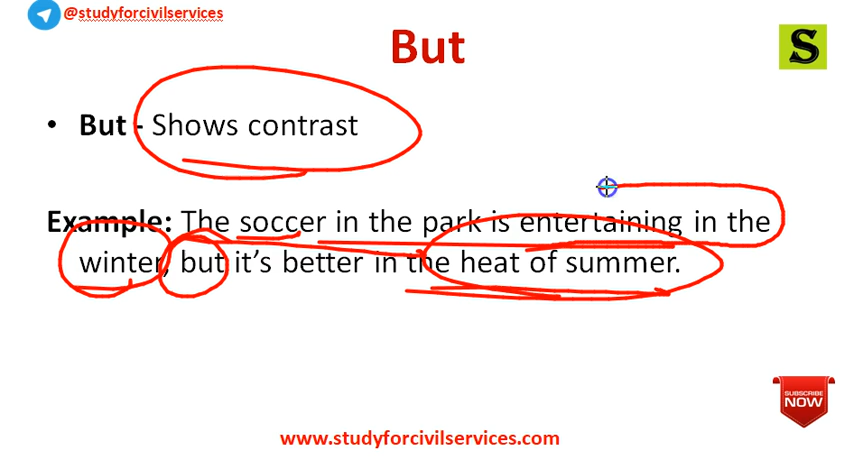 @studyforcivilservices
But
S
• But - Shows contrast
Example: The soccer in the park is entertaining in the
winter, but it's better in the heat of summer.
SUBSCRIBE
NOW
www.studyforcivilservices.com